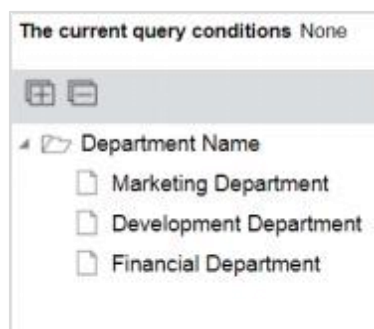 The current query conditions None
Department Name
Marketing Department
Development Department
Financial Department